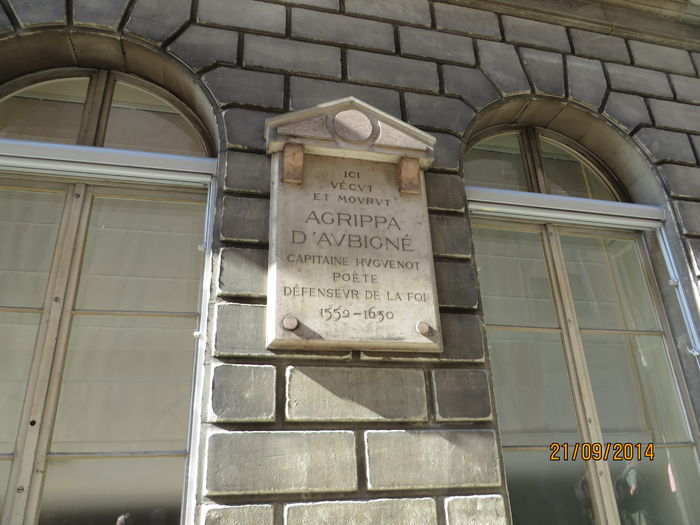 ICI
VÉCVT
ET MOVRVT
AGRIPPA
D'AVBIGNÉ
CAPITAINE HVGVENOT
POÈTE
DÉFENSEVR DE LA FOI
1552-1630
21/09/2014